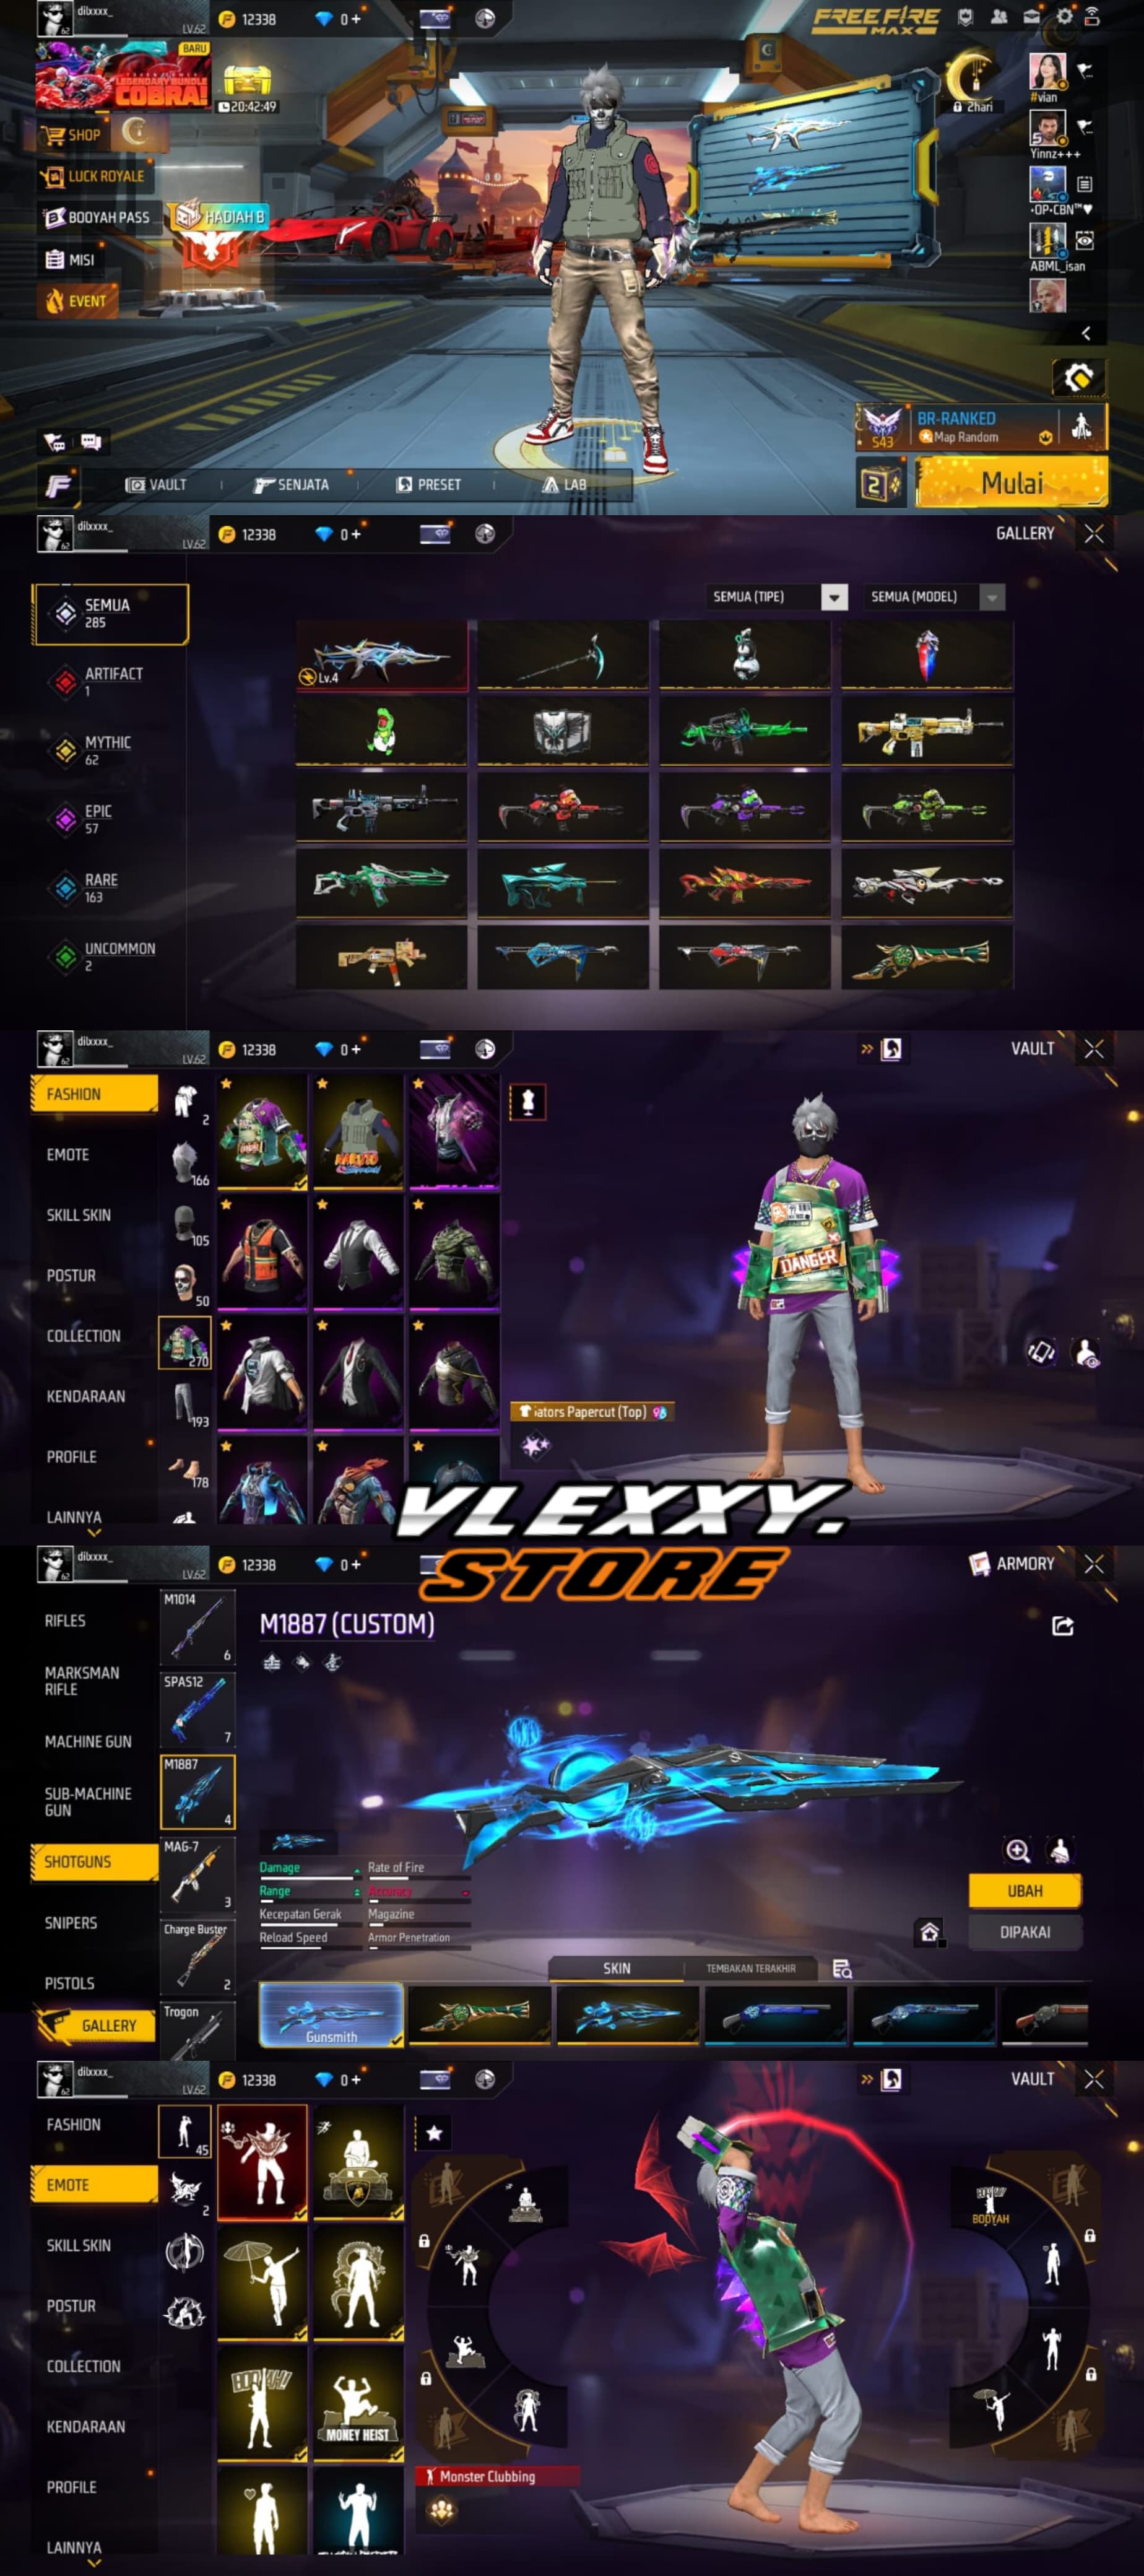 dilxxxx_
62
LV.62
12338
0 +
FREE FIRE
MAX
BARU
LEGENDARY BUNDLE
COBRA!
20:42:49
2hari
#vian
SHOP
Yinnz+++
LUCK ROYALE
BOOYAH PASS
HADIAH B
•OP•CBN™♥
MISI
ABML_isan
EVENT
BR-RANKED
Map Random
S43
VAULT
SENJATA
PRESET
LAB
2
Mulai
dilxxxx_
62
LV.62
12338
0 +
GALLERY
SEMUA
285
SEMUA (TIPE)
SEMUA (MODEL)
ARTIFACT
1
Lv.4
MYTHIC
62
EPIC
57
RARE
163
UNCOMMON
2
dilxxxx_
62
LV.62
12338
0 +
VAULT
FASHION
2
EMOTE
166
NARUTO
SKILL SKIN
105
POSTUR
50
DANGER
COLLECTION
270
KENDARAAN
193
iators Papercut (Top)
PROFILE
178
LAINNYA
VLEXXY.
STORE
dilxxxx_
62
LV.62
12338
0 +
ARMORY
RIFLES
M1014
6
M1887 (CUSTOM)
MARKSMAN
RIFLE
SPAS12
7
MACHINE GUN
M1887
4
SUB-MACHINE
GUN
SHOTGUNS
MAG-7
3
Damage
Rate of Fire
Range
Accuracy
Kecepatan Gerak
Magazine
Reload Speed
Armor Penetration
UBAH
DIPAKAI
SNIPERS
Charge Buster
2
PISTOLS
SKIN
TEMBAKAN TERAKHIR
GALLERY
Trogon
Gunsmith
dilxxxx_
62
LV.62
12338
0 +
VAULT
FASHION
45
EMOTE
2
BOOYAH
SKILL SKIN
POSTUR
COLLECTION
BOOYAH!
KENDARAAN
MONEY HEIST
PROFILE
Monster Clubbing
LAINNYA